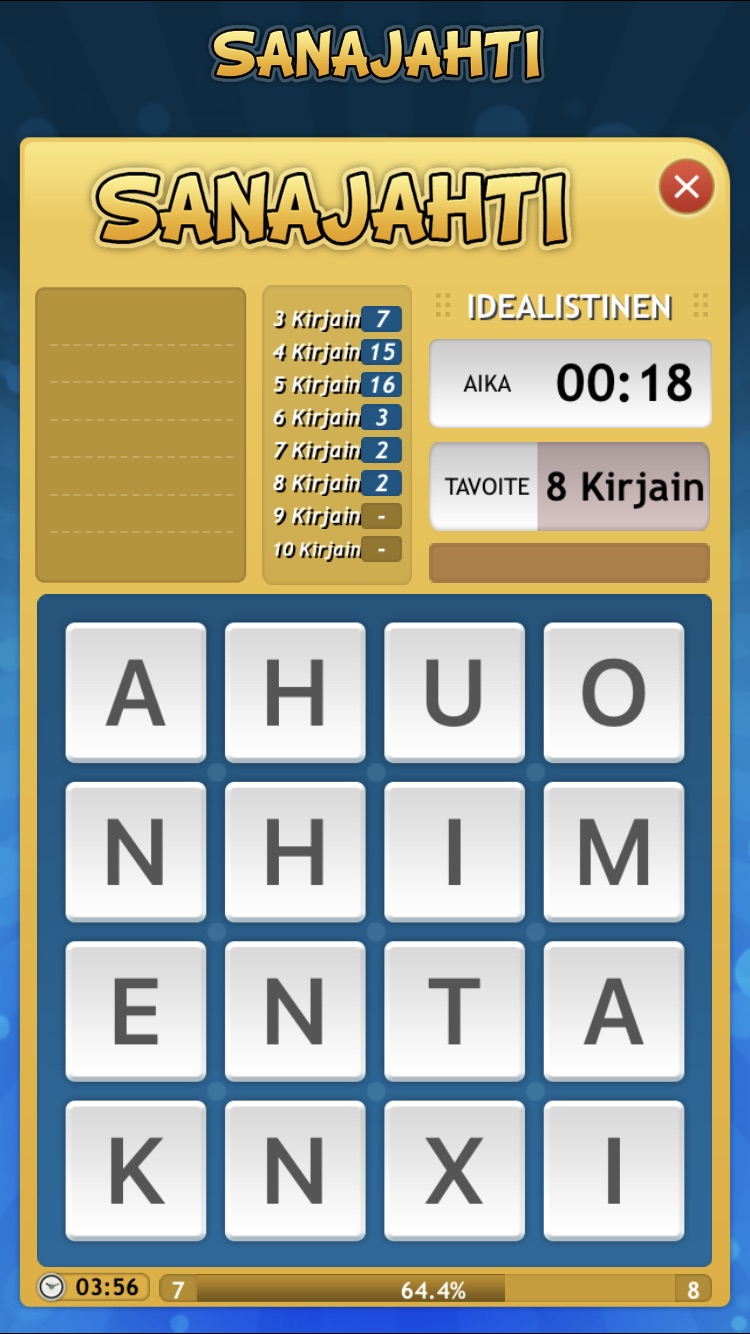 SANAJAHTI
SANAJAHTI
IDEALISTINEN
3 Kirjain 7
4 Kirjain 15
5 Kirjain 16
6 Kirjain 3
7 Kirjain 2
8 Kirjain 2
9 Kirjain -
10 Kirjain -
AIKA 00:18
TAVOITE 8 Kirjain
A H U O
N H I M
E N T A
K N X I
03:56 7 64.4% 8